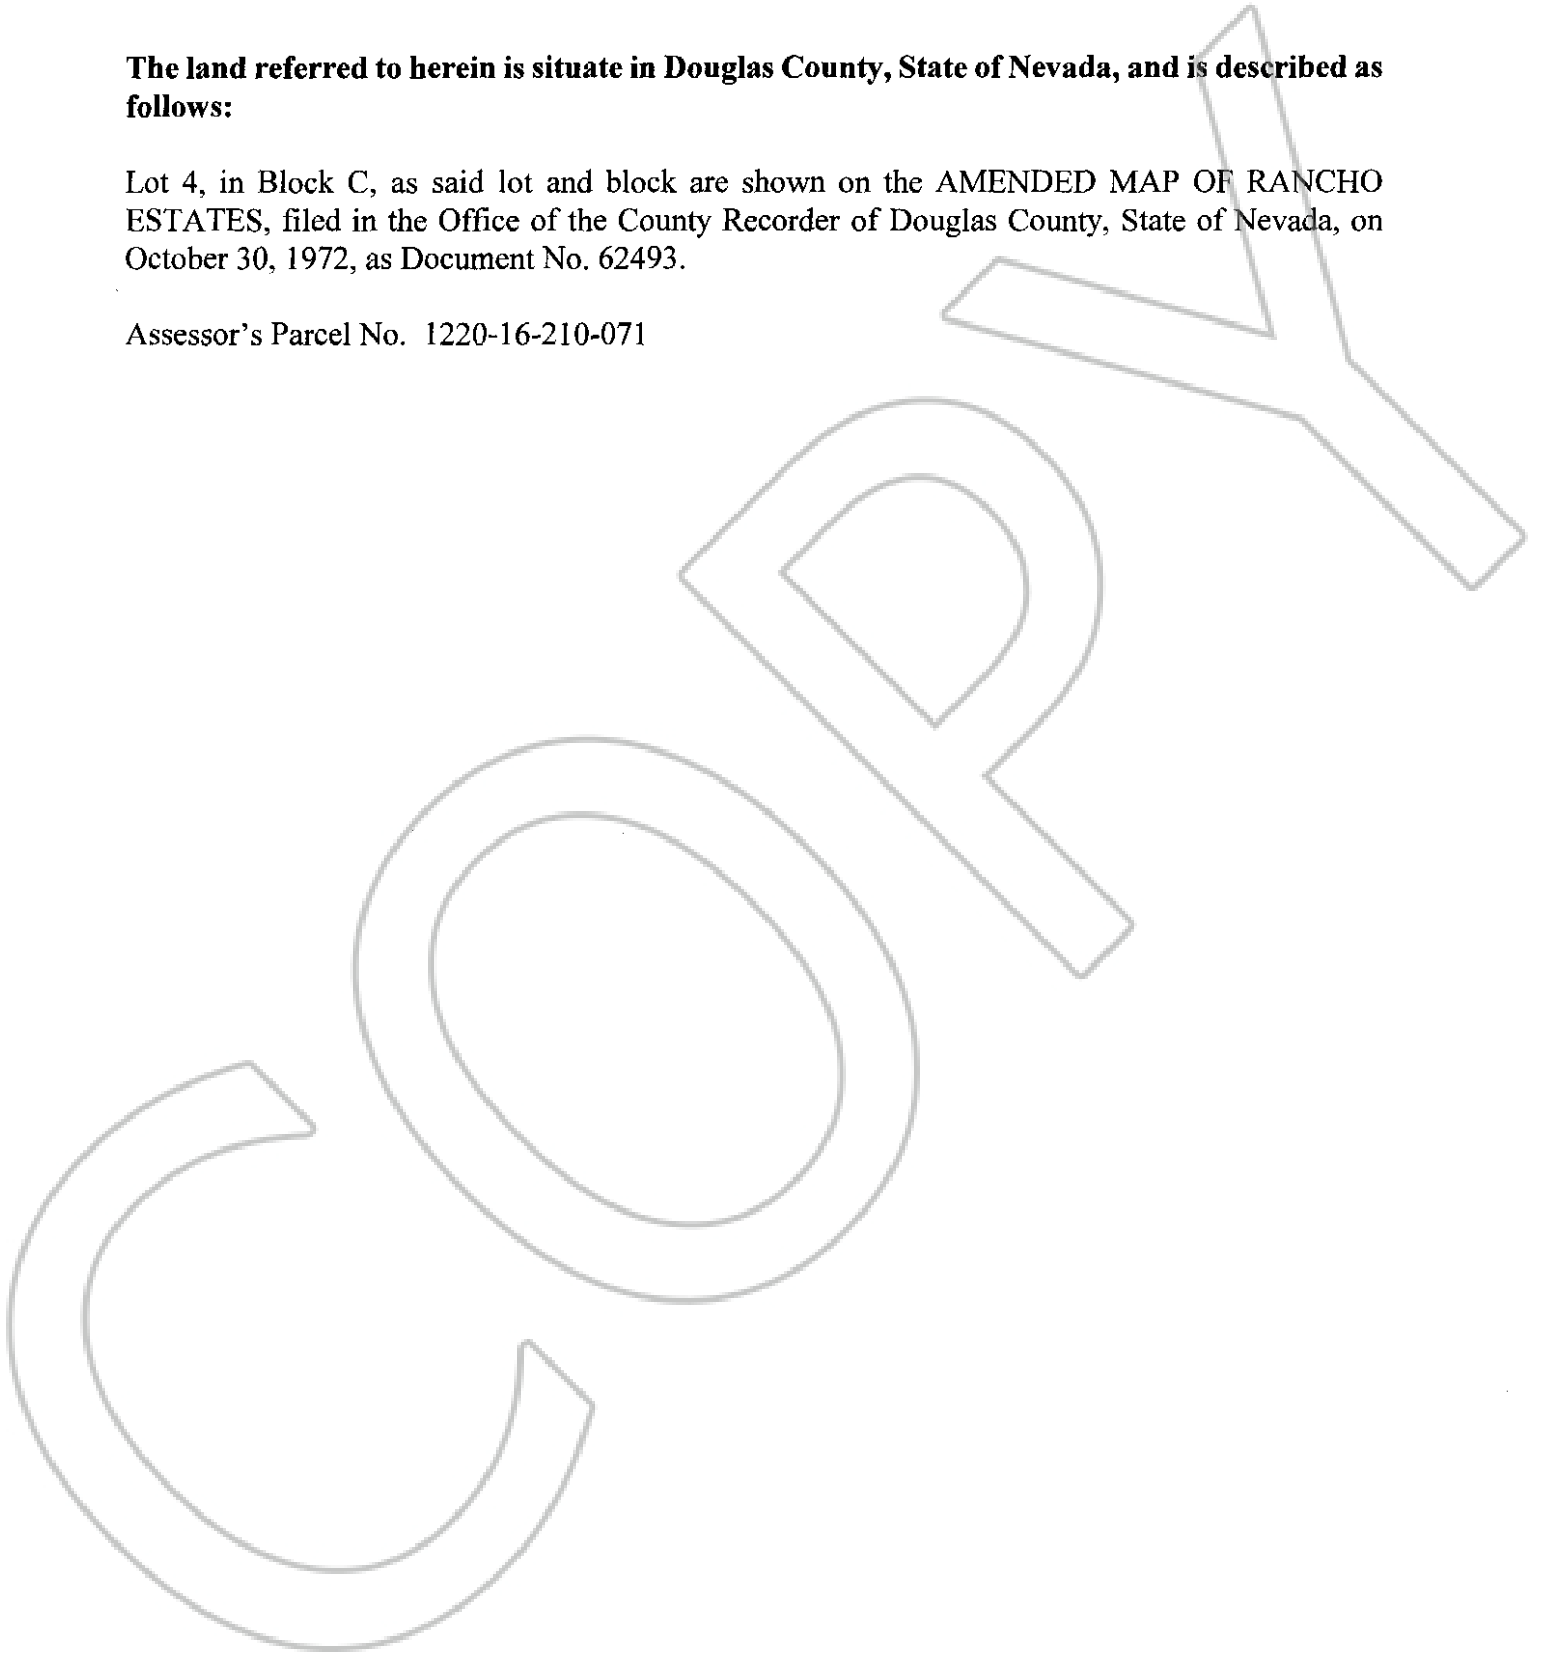 The land referred to herein is situate in Douglas County, State of Nevada, and is described as
follows:
Lot 4, in Block C, as said lot and block are shown on the AMENDED MAP OF RANCHO
ESTATES, filed in the Office of the County Recorder of Douglas County, State of Nevada, on
October 30, 1972, as Document No. 62493.
Assessor's Parcel No. 1220-16-210-071
COPY